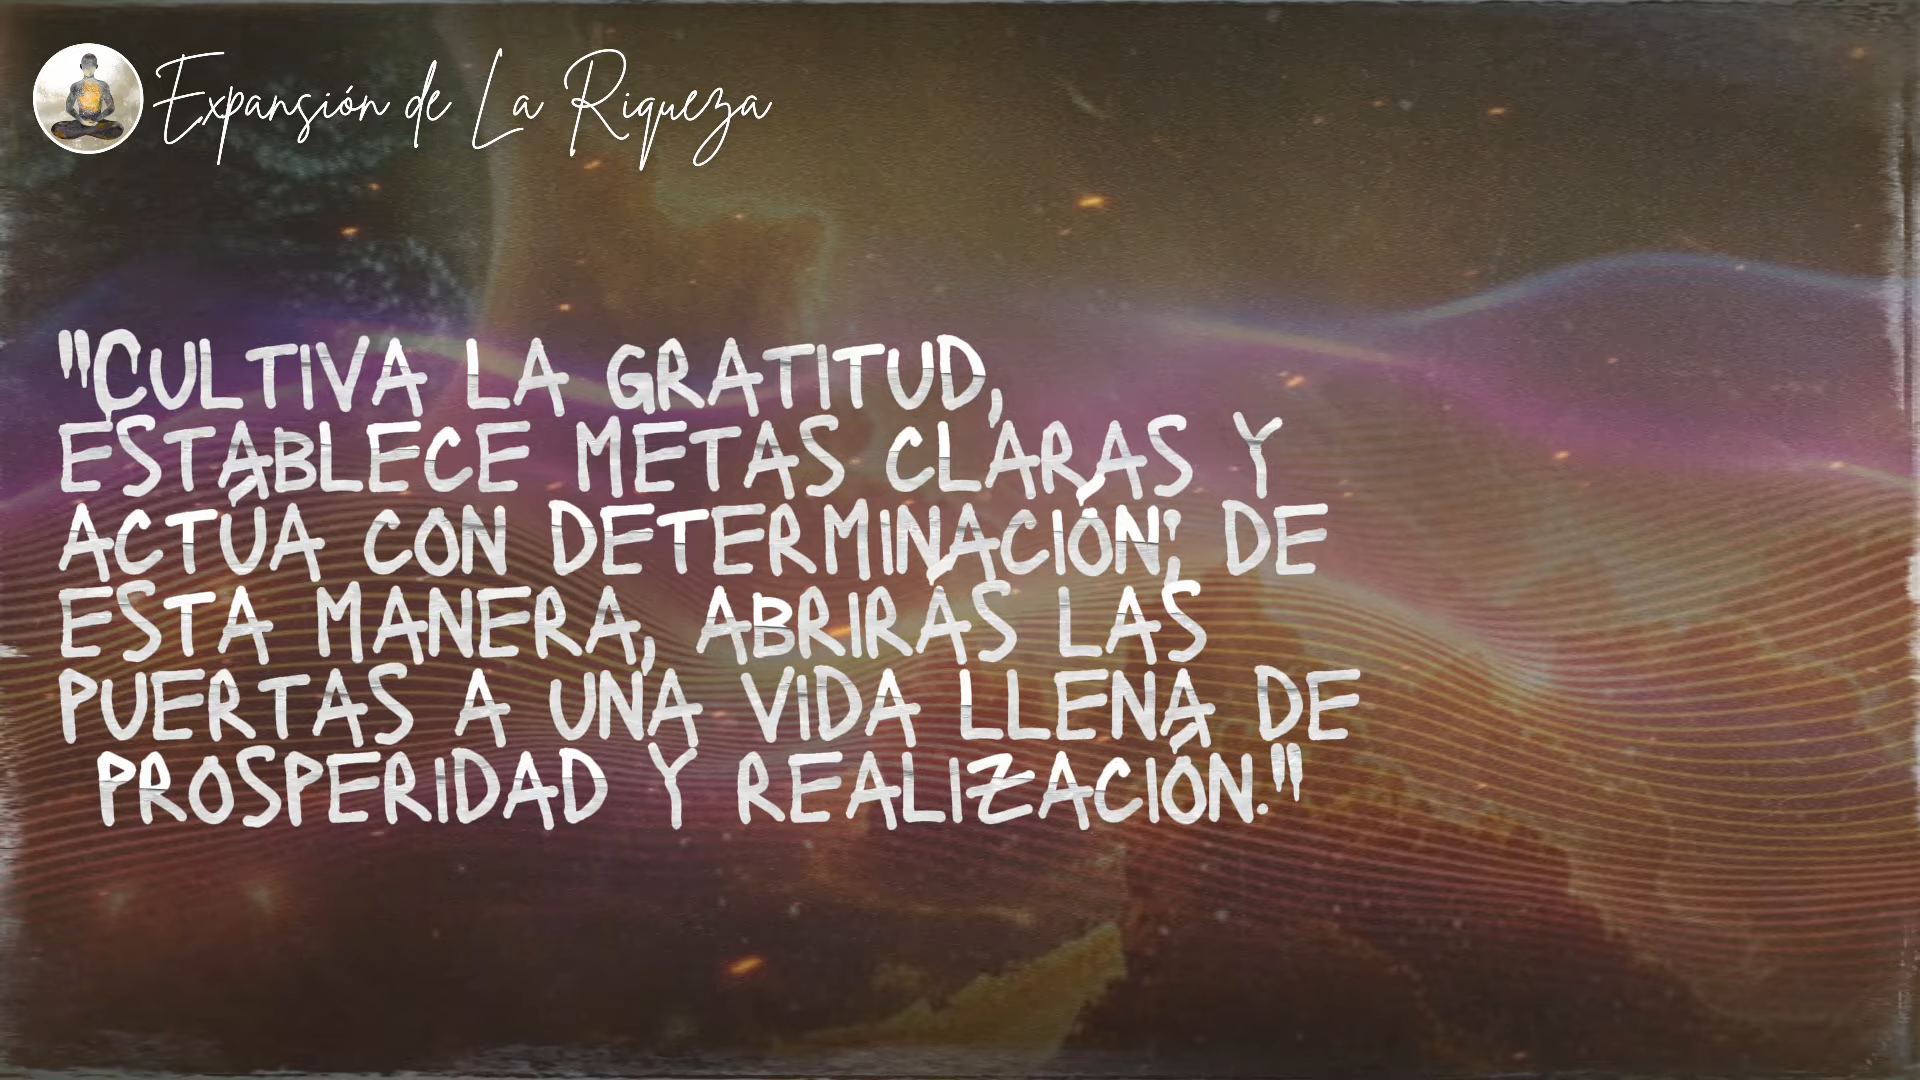 Expansión de La Riqueza
"CULTIVA LA GRATITUD,
ESTABLECE METAS CLARAS Y
ACTÚA CON DETERMINACIÓN; DE
ESTA MANERA, ABRIRÁS LAS
PUERTAS A UNA VIDA LLENA DE
PROSPERIDAD Y REALIZACIÓN."